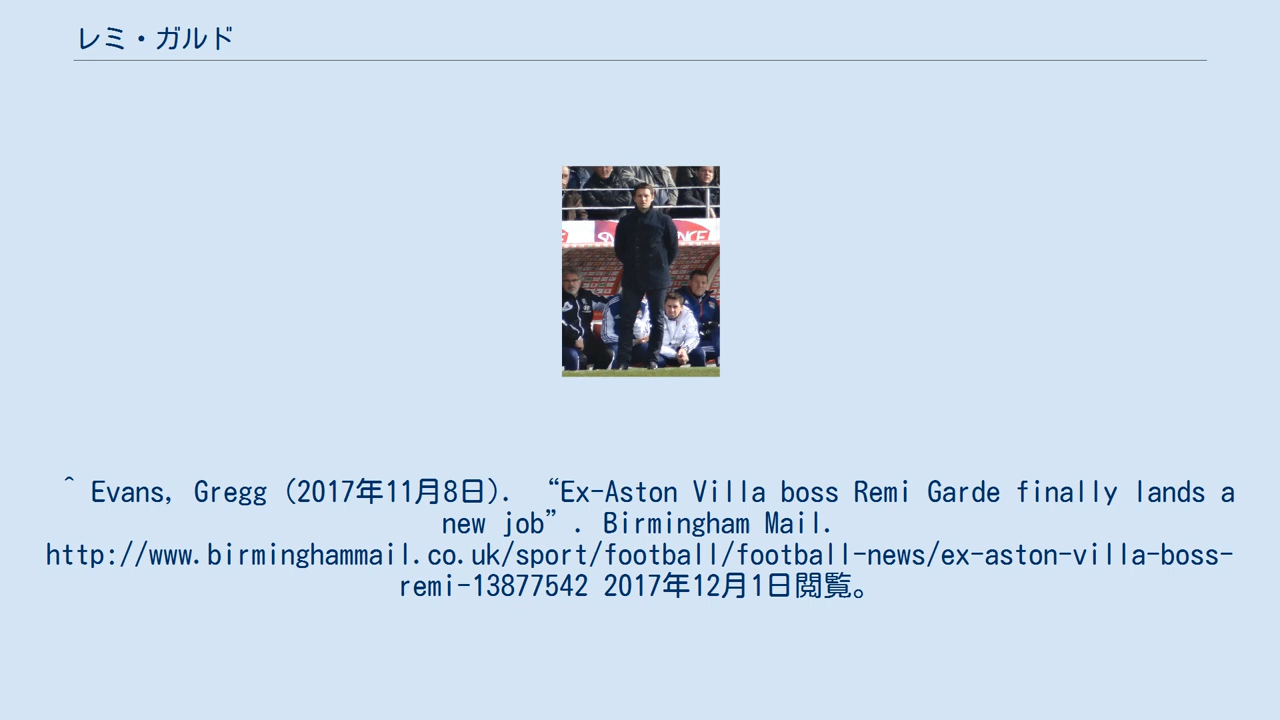 レミ・ガルド
^ Evans, Gregg (2017年11月8日). “Ex-Aston Villa boss Remi Garde finally lands a
new job”. Birmingham Mail.
http://www.birminghammail.co.uk/sport/football/football-news/ex-aston-villa-boss-
remi-13877542 2017年12月1日閲覧。